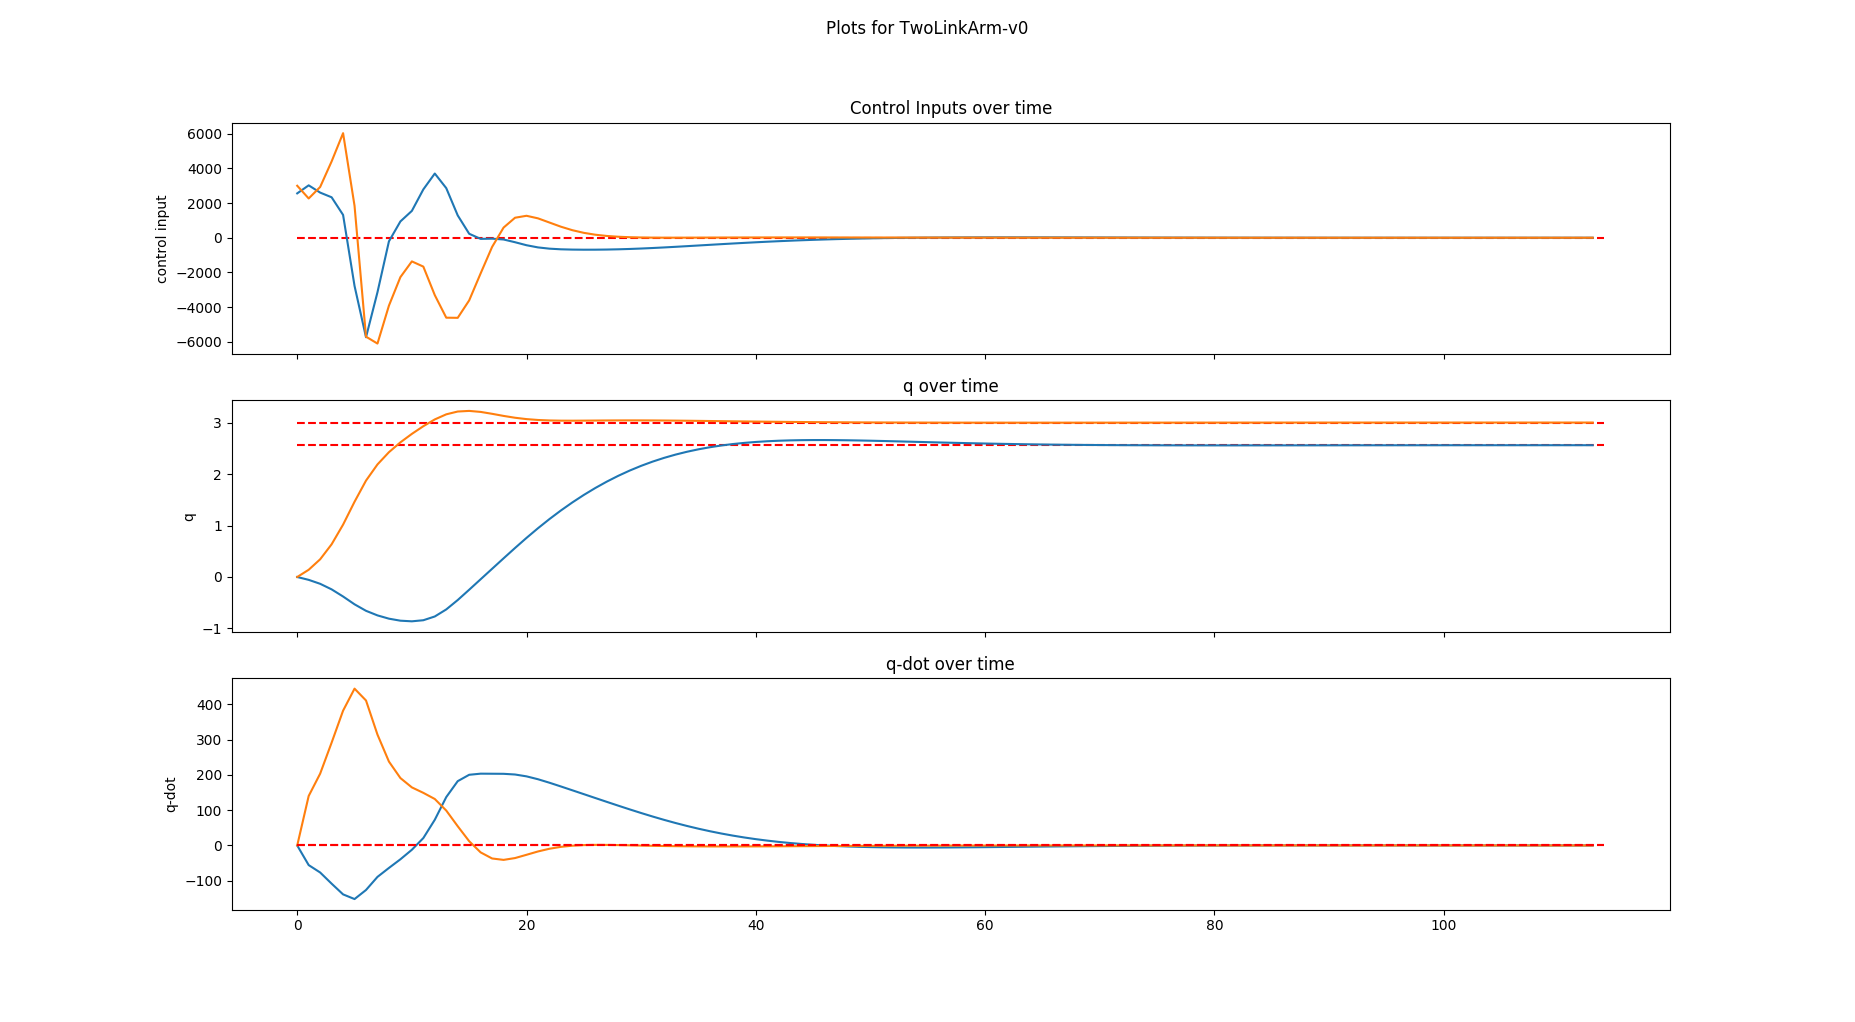 Plots for TwoLinkArm-v0
Control Inputs over time
6000
4000
2000
0
−2000
−4000
−6000
control input
q over time
3
2
1
0
−1
q
q-dot over time
400
300
200
100
0
−100
q-dot
0 20 40 60 80 100